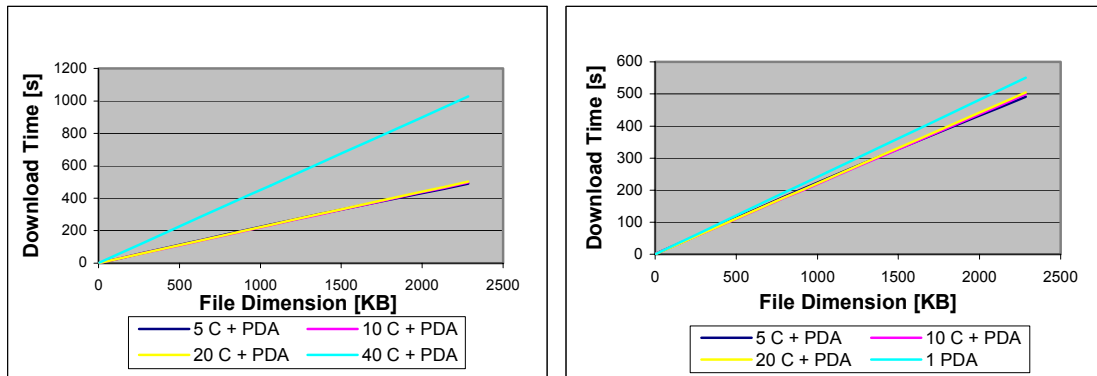 Download Time [s]
1200
1000
800
600
400
200
0
0 500 1000 1500 2000 2500
File Dimension [KB]
5 C + PDA 10 C + PDA
20 C + PDA 40 C + PDA
Download Time [s]
600
500
400
300
200
100
0
0 500 1000 1500 2000 2500
File Dimension [KB]
5 C + PDA 10 C + PDA
20 C + PDA 1 PDA